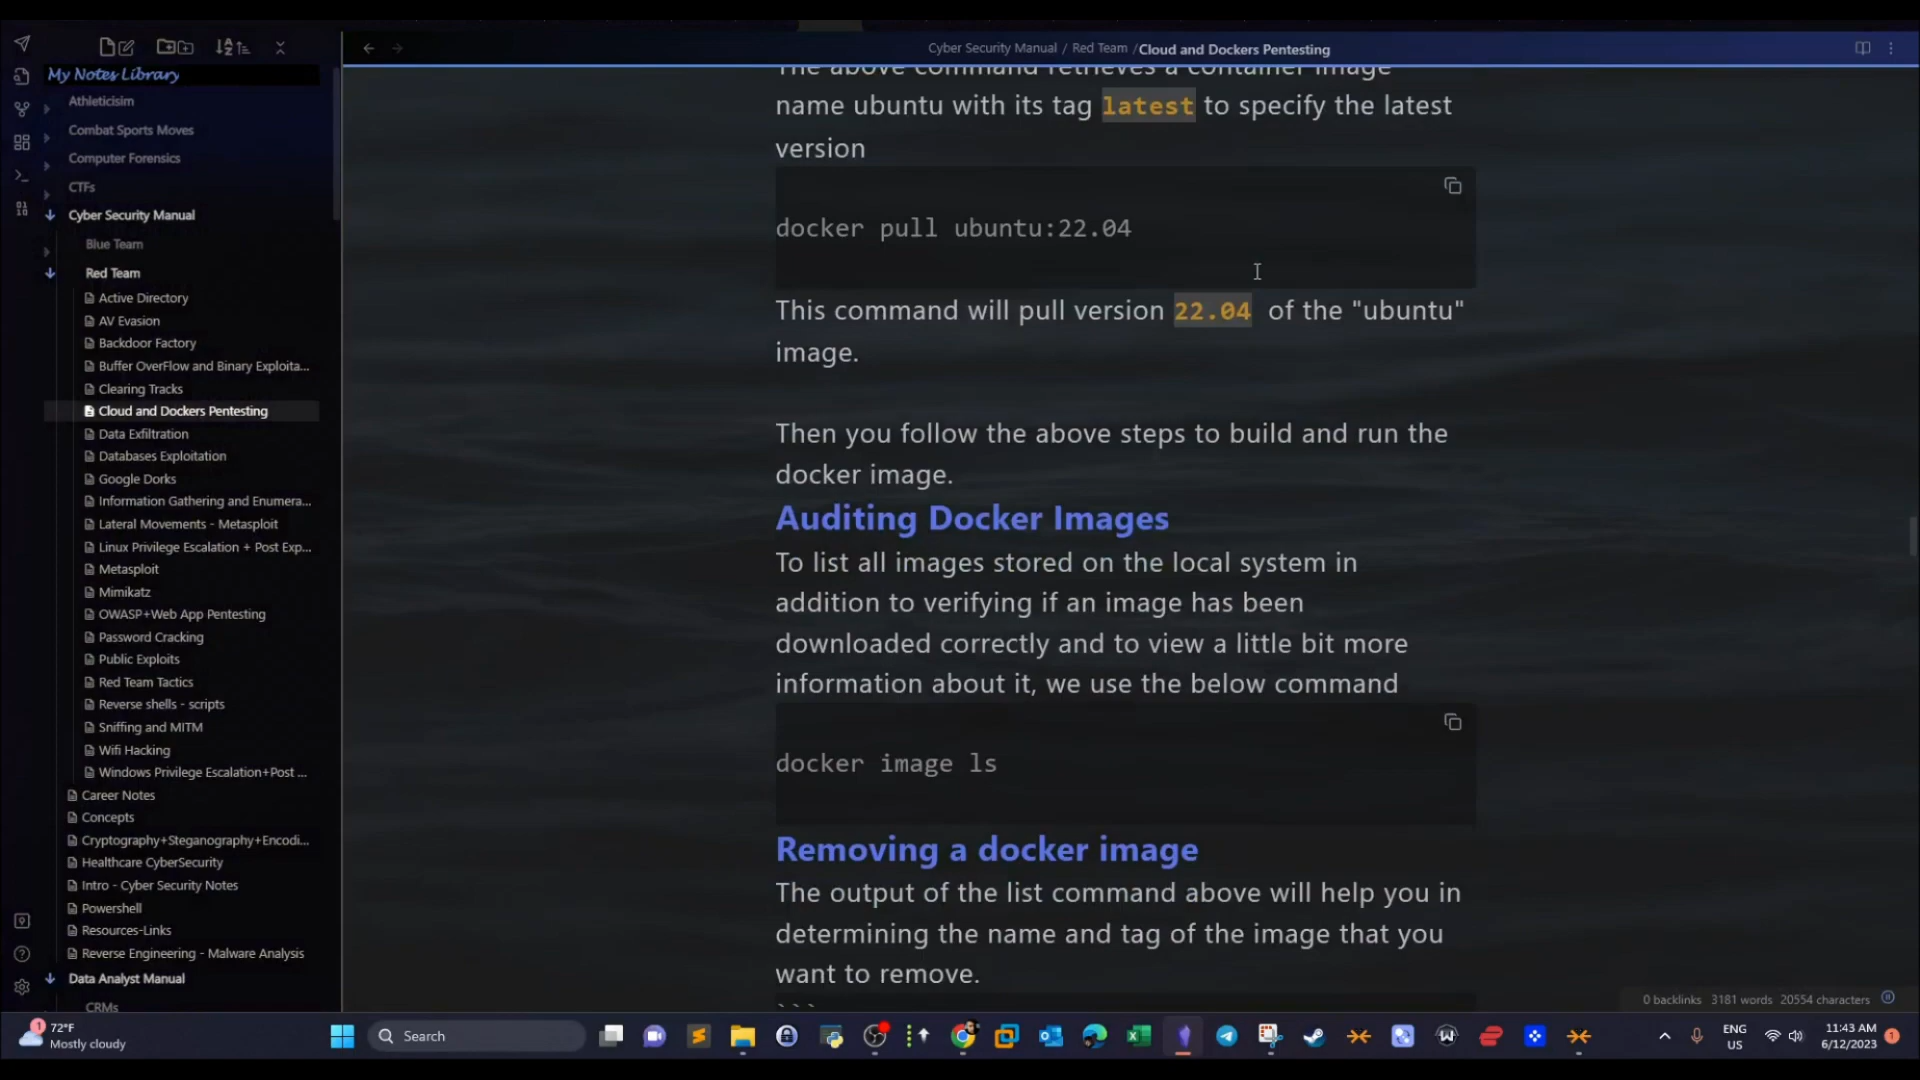 Cyber Security Manual / Red Team / Cloud and Dockers Pentesting
My Notes Library
Athleticisim
Combat Sports Moves
Computer Forensics
CTFs
Cyber Security Manual
Blue Team
Red Team
Active Directory
AV Evasion
Backdoor Factory
Buffer OverFlow and Binary Exploita...
Clearing Tracks
Cloud and Dockers Pentesting
Data Exfiltration
Databases Exploitation
Google Dorks
Information Gathering and Enumera...
Lateral Movements - Metasploit
Linux Privilege Escalation + Post Exp...
Metasploit
Mimikatz
OWASP+Web App Pentesting
Password Cracking
Public Exploits
Red Team Tactics
Reverse shells - scripts
Sniffing and MITM
Wifi Hacking
Windows Privilege Escalation+Post ...
Career Notes
Concepts
Cryptography+Steganography+Encodi...
Healthcare CyberSecurity
Intro - Cyber Security Notes
Powershell
Resources-Links
Reverse Engineering - Malware Analysis
Data Analyst Manual
CRMs
The above command retrieves a container image
name ubuntu with its tag latest to specify the latest
version
docker pull ubuntu:22.04
This command will pull version 22.04 of the "ubuntu"
image.
Then you follow the above steps to build and run the
docker image.
Auditing Docker Images
To list all images stored on the local system in
addition to verifying if an image has been
downloaded correctly and to view a little bit more
information about it, we use the below command
docker image ls
Removing a docker image
The output of the list command above will help you in
determining the name and tag of the image that you
want to remove.
```
0 backlinks 3181 words 20554 characters
1
72°F
Mostly cloudy
Search
ENG
US
11:43 AM
6/12/2023
1